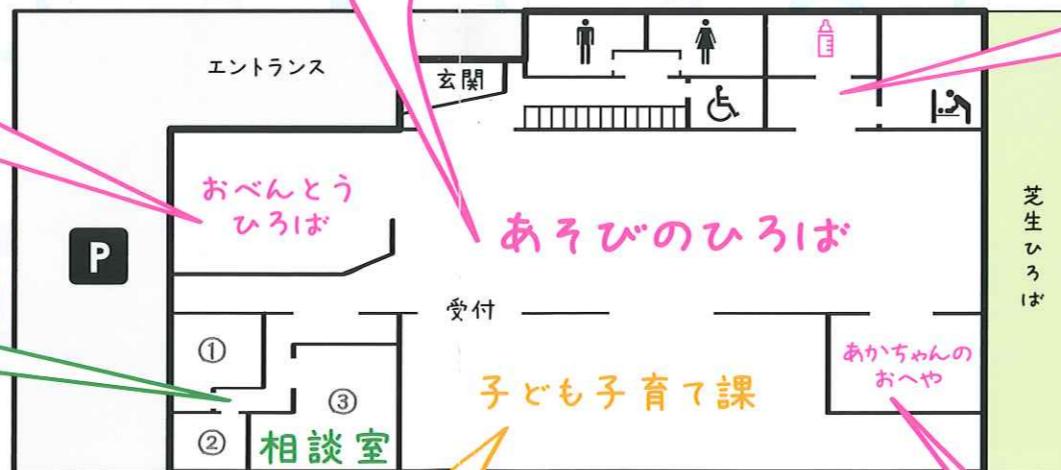 エントランス
玄関
おべんとう
ひろば
P
あそびのひろば
芝生ひろば
受付
①
②
③
相談室
子ども子育て課
あかちゃんの
おへや